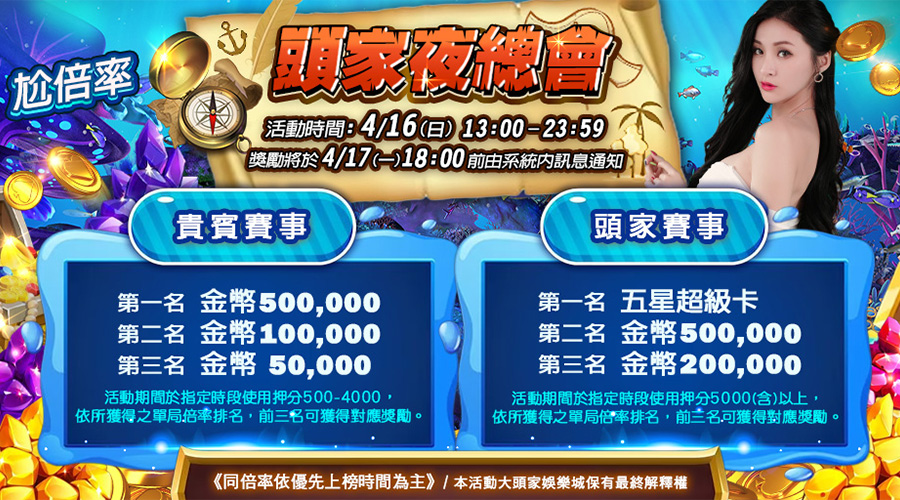 尬倍率
頭家夜總會
活動時間：4/16(日) 13:00-23:59
獎勵將於 4/17(一)18:00前由系統內訊息通知
貴賓賽事
第一名 金幣500,000
第二名 金幣100,000
第三名 金幣 50,000
活動期間於指定時段使用押分500-4000，
依所獲得之單局倍率排名，前三名可獲得對應獎勵。
頭家賽事
第一名 五星超級卡
第二名 金幣500,000
第三名 金幣200,000
活動期間於指定時段使用押分5000(含)以上，
依所獲得之單局倍率排名，前三名可獲得對應獎勵。
《同倍率依優先上榜時間為主》/ 本活動大頭家娛樂城保有最終解釋權